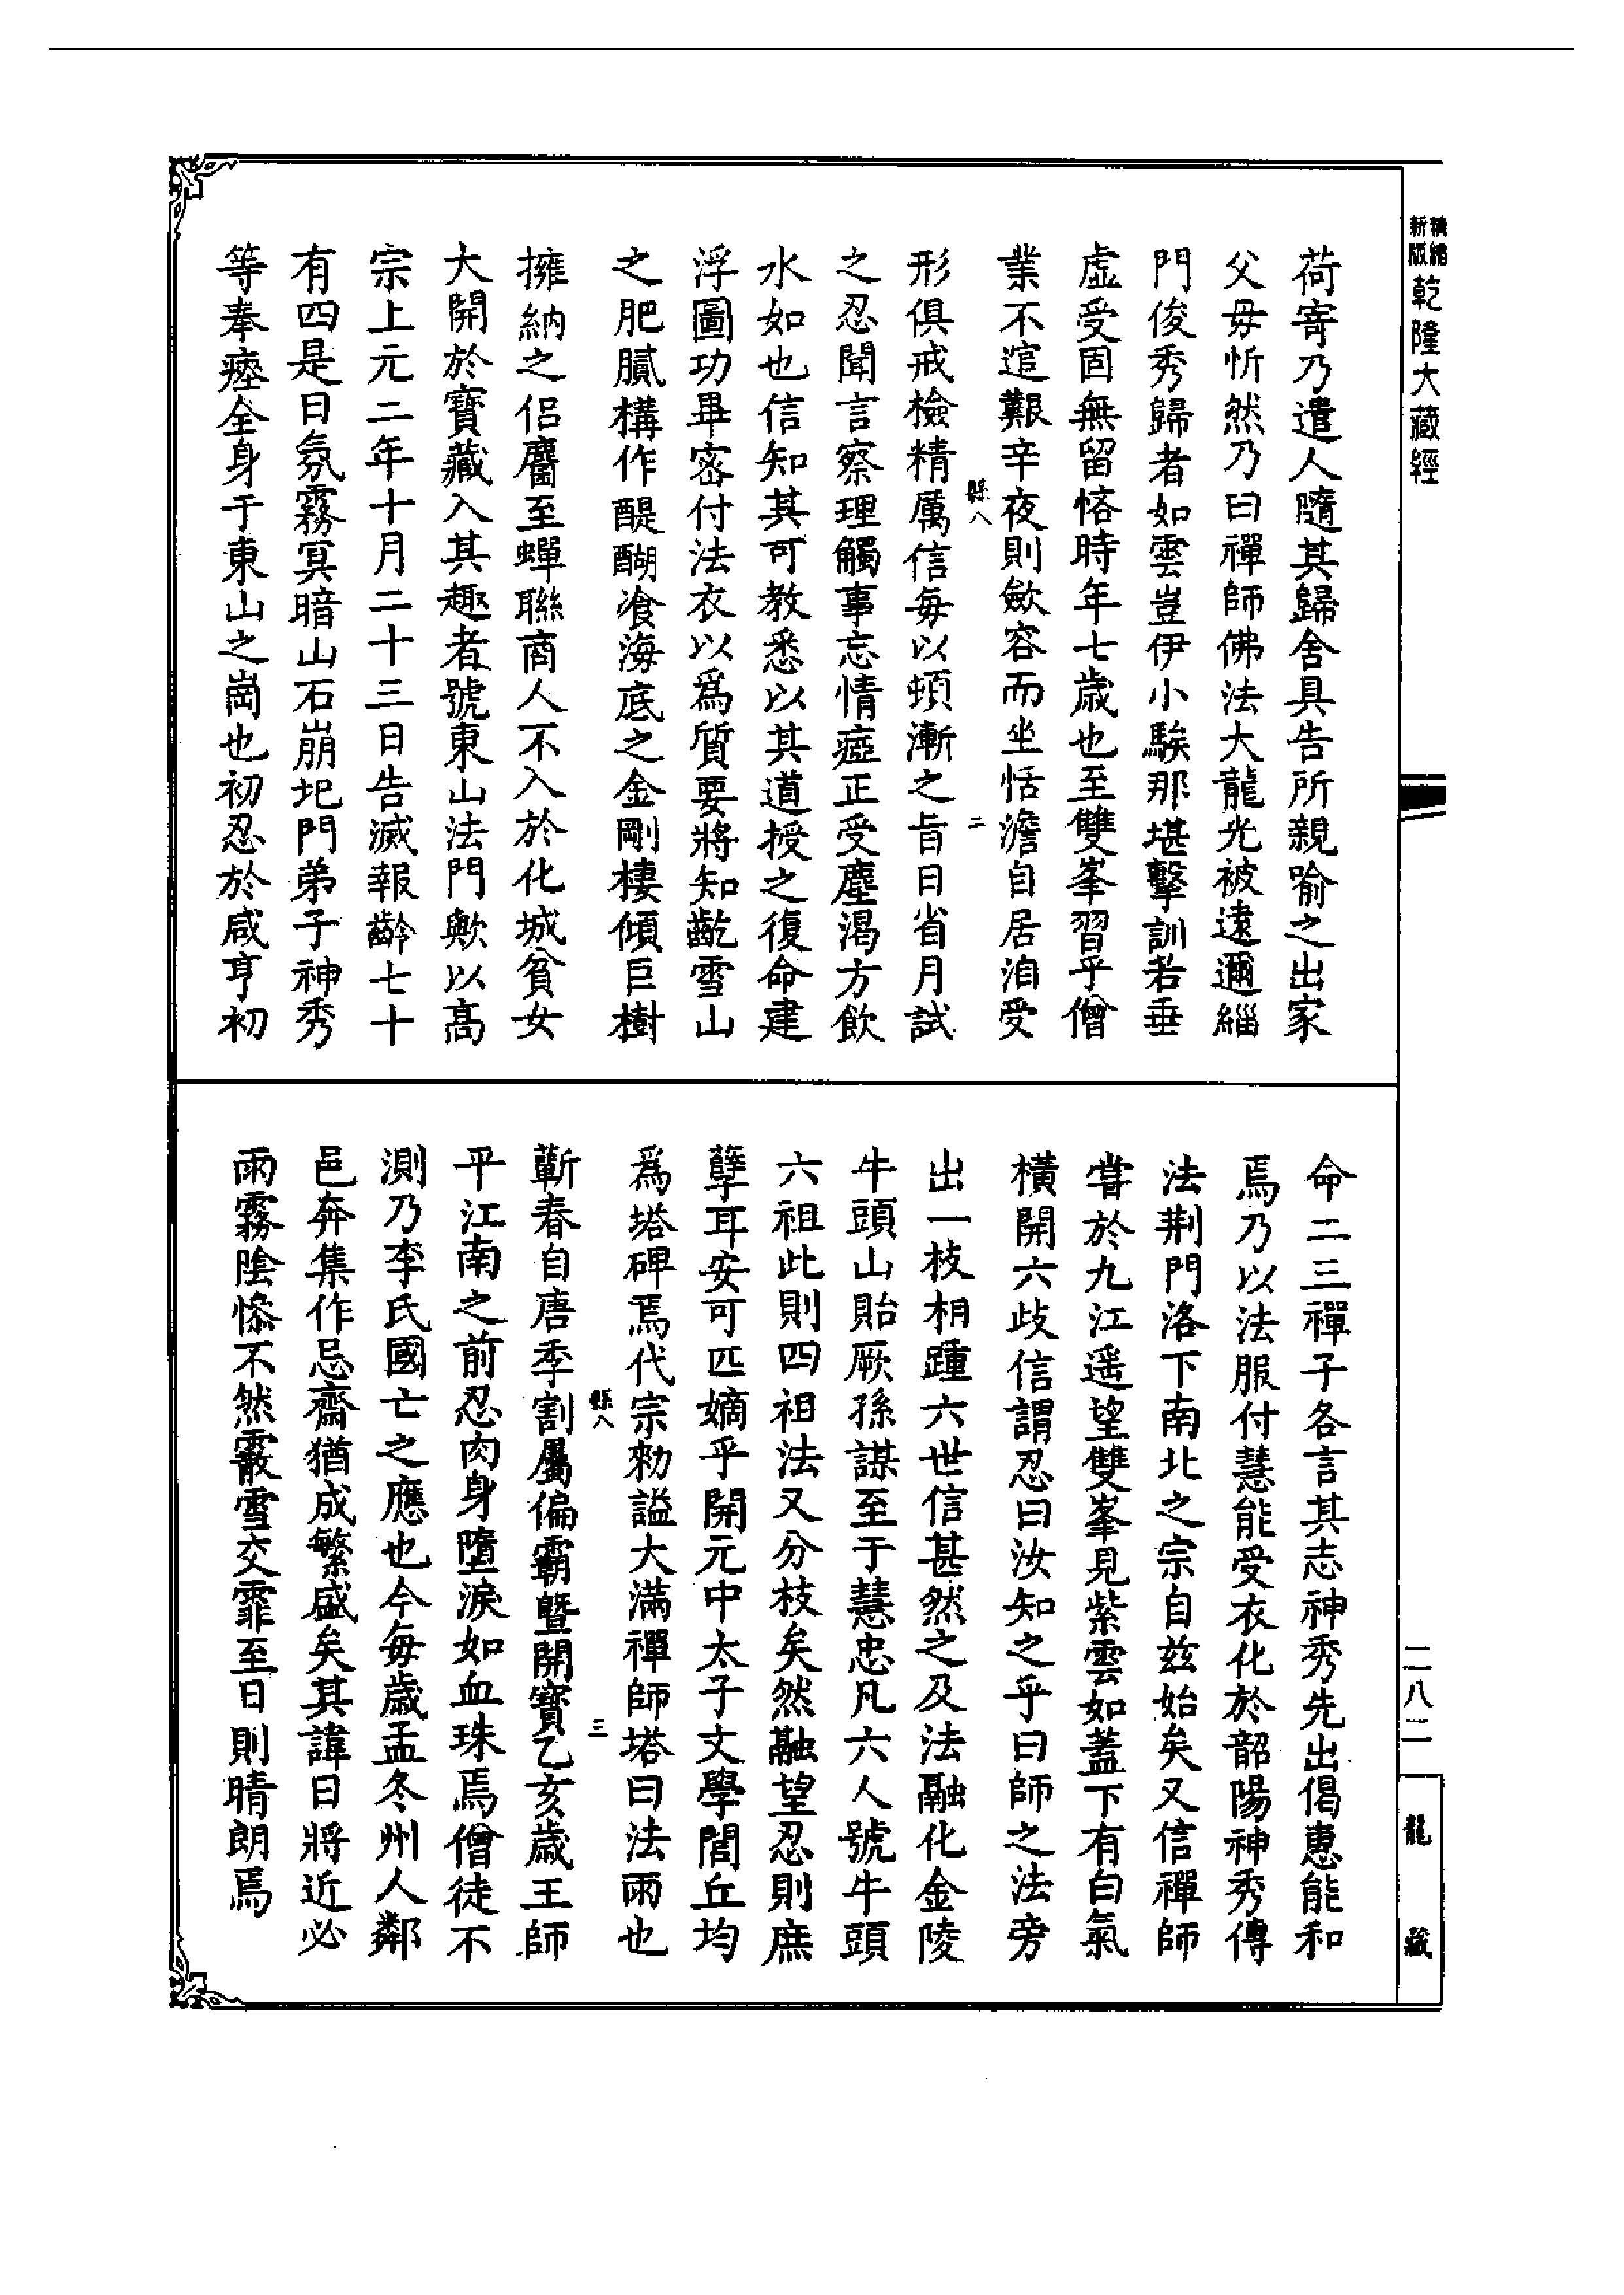 精縮新版乾隆大藏經
荷寄乃遣人隨其歸舍具告所親喻之出家
父毋忻然乃曰禪師佛法大龍光被遠邇緇
門俊秀歸者如雲豈伊小騃那堪擊訓若垂
虛受固無留悋時年七歲也至雙峯習乎僧
業不逭艱辛夜則斂容而坐恬澹自居洎受
縣八 二
形俱戒檢精厲信每以頓漸之旨日省月試
之忍聞言察理觸事忘情瘂正受塵渴方飲
水如也信知其可教悉以其道授之復命建
浮圖功畢密付法衣以爲質要將知齕雪山
之肥膩構作醍醐飡海底之金剛棲傾巨樹
擁納之侣麕至蟬聯商人不入於化城貧女
大開於寶藏入其趣者號東山法門歟以髙
宗上元二年十月二十三日告滅報齡七十
有四是日氛霧冥暗山石崩圯門弟子神秀
等奉瘞全身于東山之崗也初忍於咸亨初
命二三禪子各言其志神秀先出偈惠能和
焉乃以法服付慧能受衣化於韶陽神秀傳
法荆門洛下南北之宗自茲始矣又信禪師
嘗於九江遥望雙峯見紫雲如蓋下有白氣
橫開六歧信謂忍曰汝知之乎曰師之法旁
出一枝相踵六世信甚然之及法融化金陵
牛頭山貽厥孫謀至于慧忠凡六人號牛頭
六祖此則四祖法又分枝矣然融望忍則庶
孽耳安可匹嫡乎開元中太子文學閭丘均
爲塔碑焉代宗勑謚大滿禪師塔曰法雨也
縣八 三
蘄春自唐季割屬偏霸曁開寶乙亥歲王師
平江南之前忍肉身墮淚如血珠焉僧徒不
測乃李氏國亡之應也今每歲孟冬州人鄰
邑奔集作忌齋猶成繁盛矣其諱日將近必
雨霧陰慘不然霰雪交霏至日則晴朗焉
二八二
龍藏